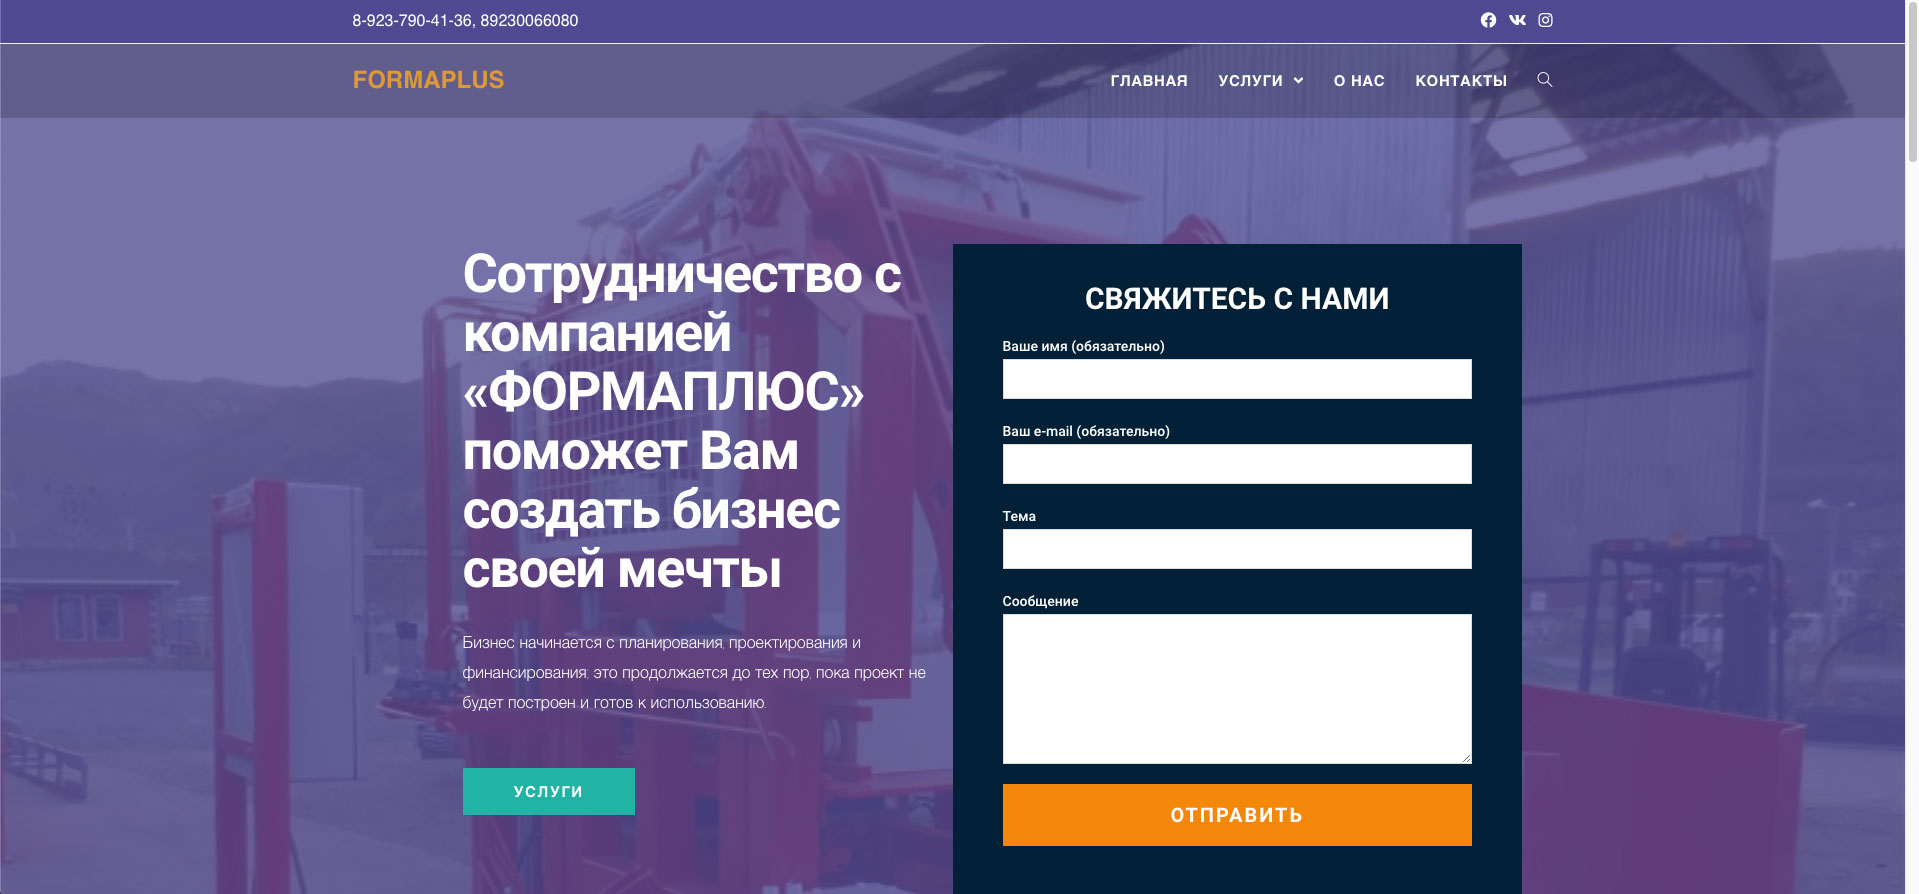 8-923-790-41-36, 89230066080
FORMAPLUS
ГЛАВНАЯ УСЛУГИ О НАС КОНТАКТЫ
Сотрудничество с
компанией
«ФОРМАПЛЮС»
поможет Вам
создать бизнес
своей мечты
Бизнес начинается с планирования, проектирования и
финансирования; это продолжается до тех пор, пока проект не
будет построен и готов к использованию.
УСЛУГИ
СВЯЖИТЕСЬ С НАМИ
Ваше имя (обязательно)
Ваш e-mail (обязательно)
Тема
Сообщение
ОТПРАВИТЬ